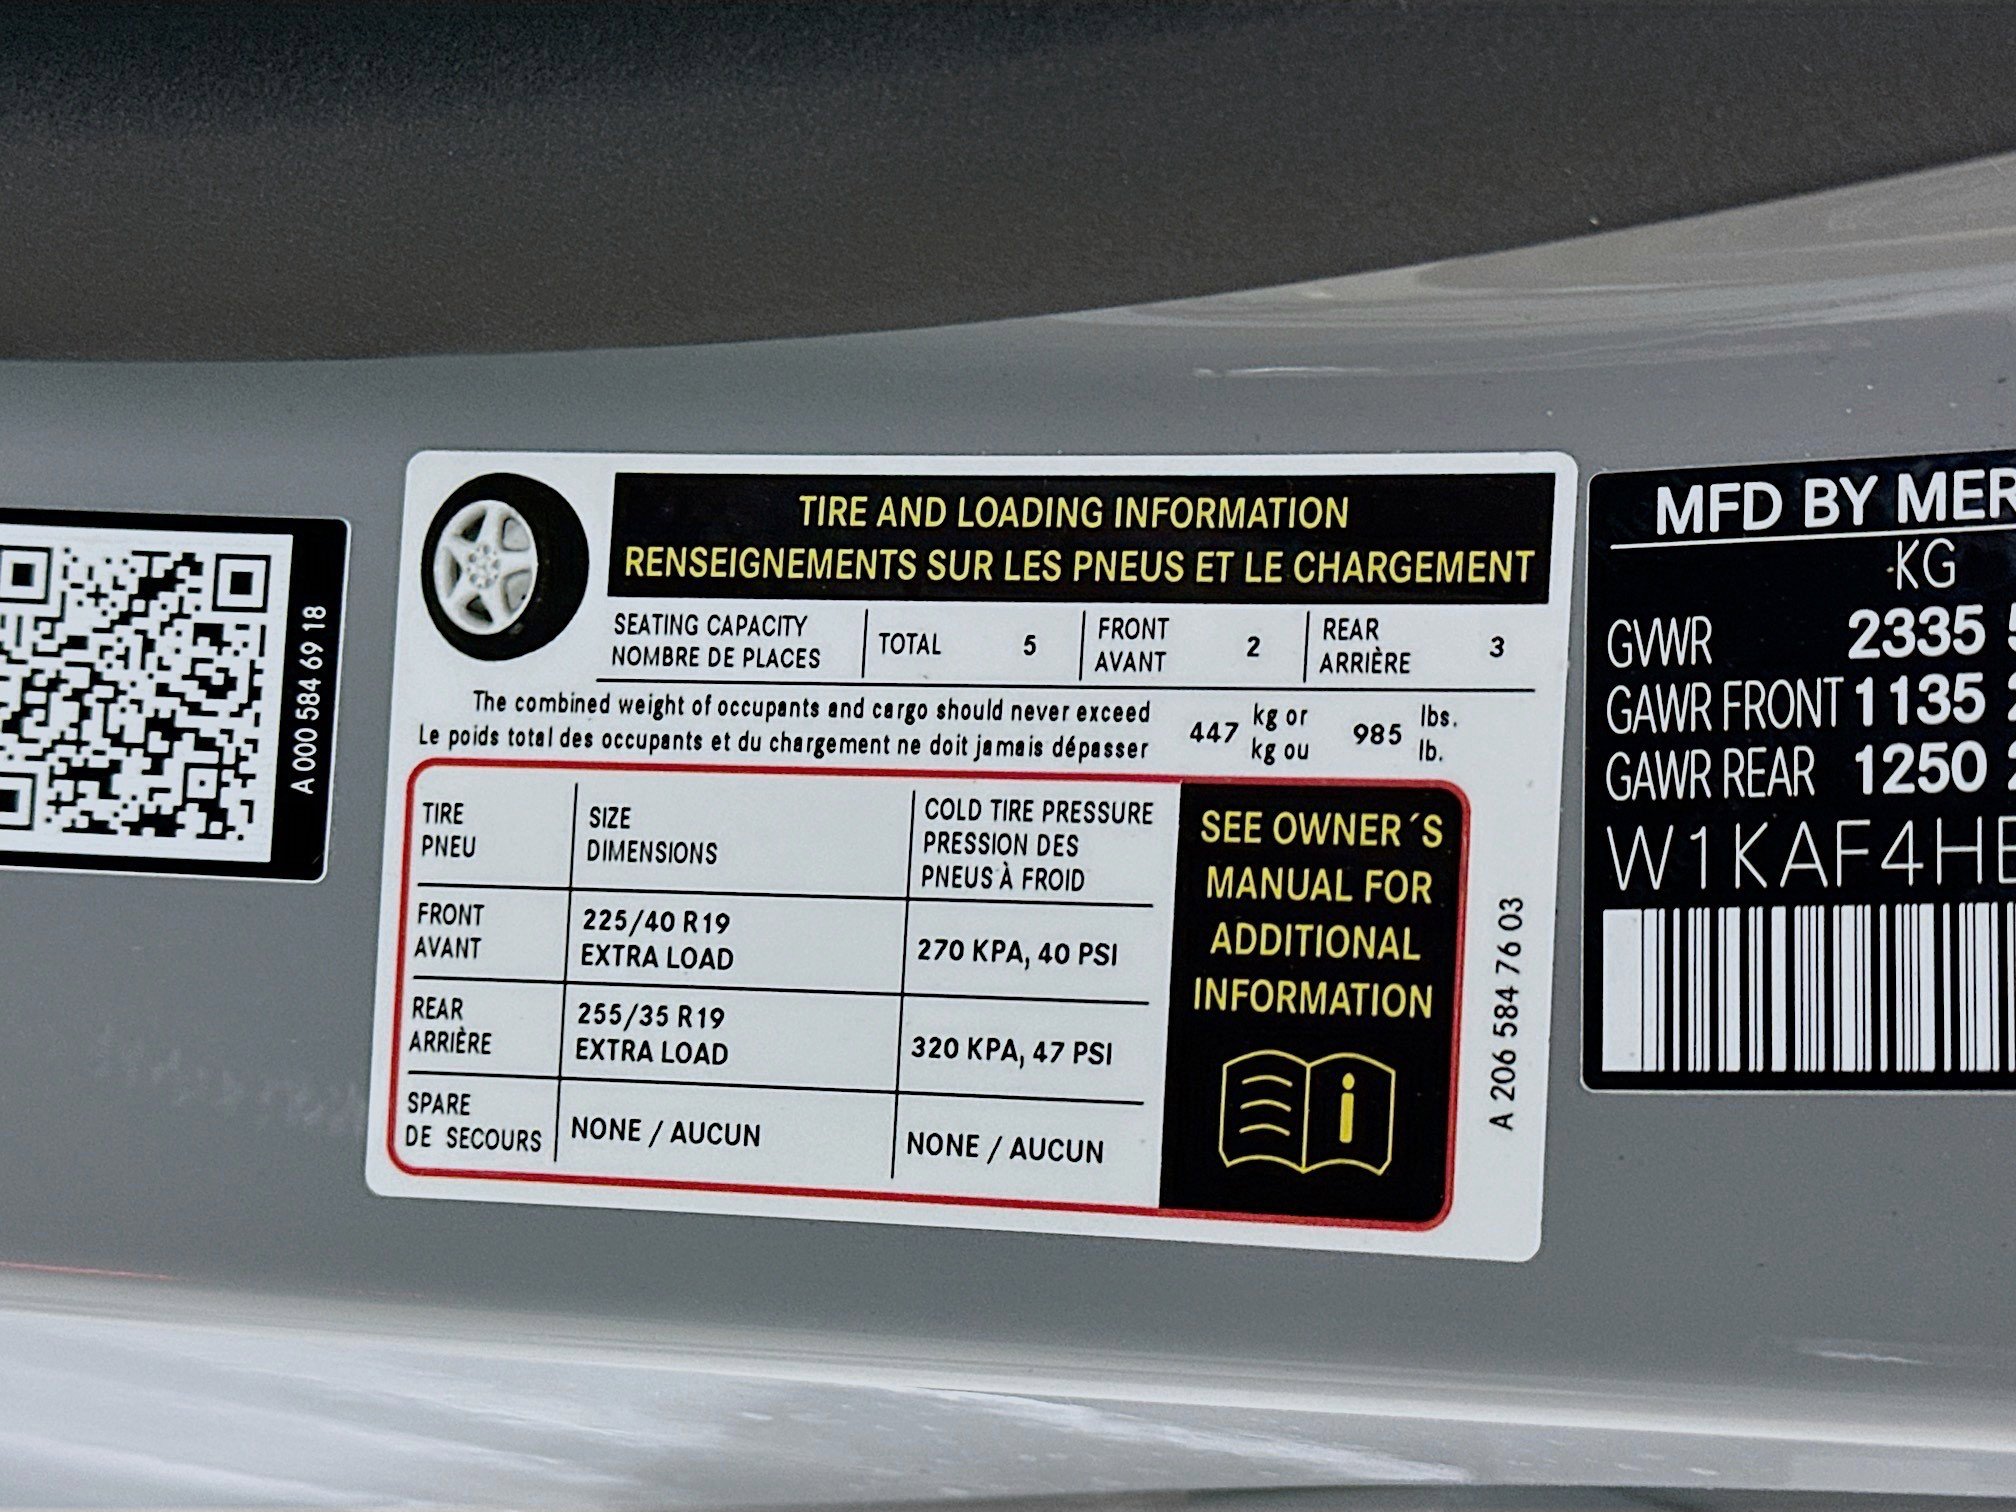 A 000 584 69 18
TIRE AND LOADING INFORMATION
RENSEIGNEMENTS SUR LES PNEUS ET LE CHARGEMENT
SEATING CAPACITY TOTAL 5 FRONT 2 REAR 3
NOMBRE DE PLACES AVANT ARRIÈRE
The combined weight of occupants and cargo should never exceed 447 kg or 985 lbs.
Le poids total des occupants et du chargement ne doit jamais dépasser kg ou lb.
TIRE SIZE COLD TIRE PRESSURE
PNEU DIMENSIONS PRESSION DES
PNEUS À FROID
FRONT 225/40 R19
AVANT EXTRA LOAD 270 KPA, 40 PSI
REAR 255/35 R19
ARRIÈRE EXTRA LOAD 320 KPA, 47 PSI
SPARE NONE / AUCUN NONE / AUCUN
DE SECOURS
SEE OWNER´S
MANUAL FOR
ADDITIONAL
INFORMATION
i
A 206 584 76 03
MFD BY MER
KG
GVWR 2335
GAWR FRONT 1135
GAWR REAR 1250
W1KAF4H